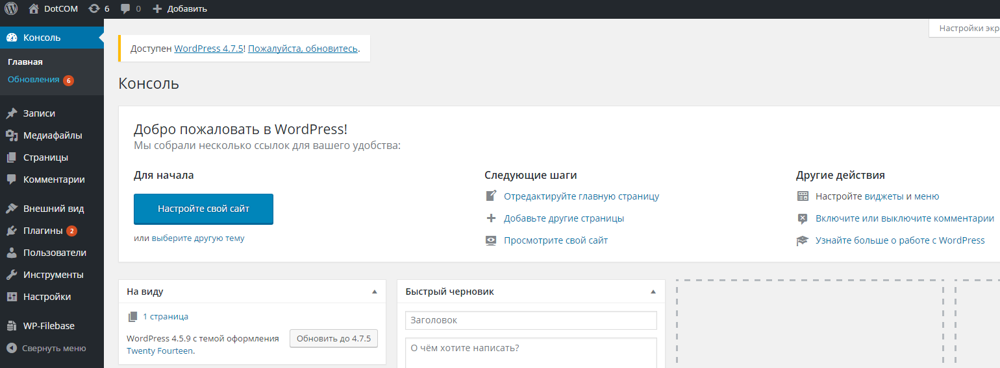 DotCOM 6 0 Добавить
Консоль
Главная
Обновления 6
Записи
Медиафайлы
Страницы
Комментарии
Внешний вид
Плагины 2
Пользователи
Инструменты
Настройки
WP-Filebase
Свернуть меню
Настройки экр
Доступен WordPress 4.7.5! Пожалуйста, обновитесь.
Консоль
Добро пожаловать в WordPress!
Мы собрали несколько ссылок для вашего удобства:
Для начала
Настройте свой сайт
или выберите другую тему
Следующие шаги
Отредактируйте главную страницу
Добавьте другие страницы
Просмотрите свой сайт
Другие действия
Настройте виджеты и меню
Включите или выключите комментарии
Узнайте больше о работе с WordPress
На виду
1 страница
WordPress 4.5.9 с темой оформления
Twenty Fourteen.
Обновить до 4.7.5
Быстрый черновик
Заголовок
О чём хотите написать?